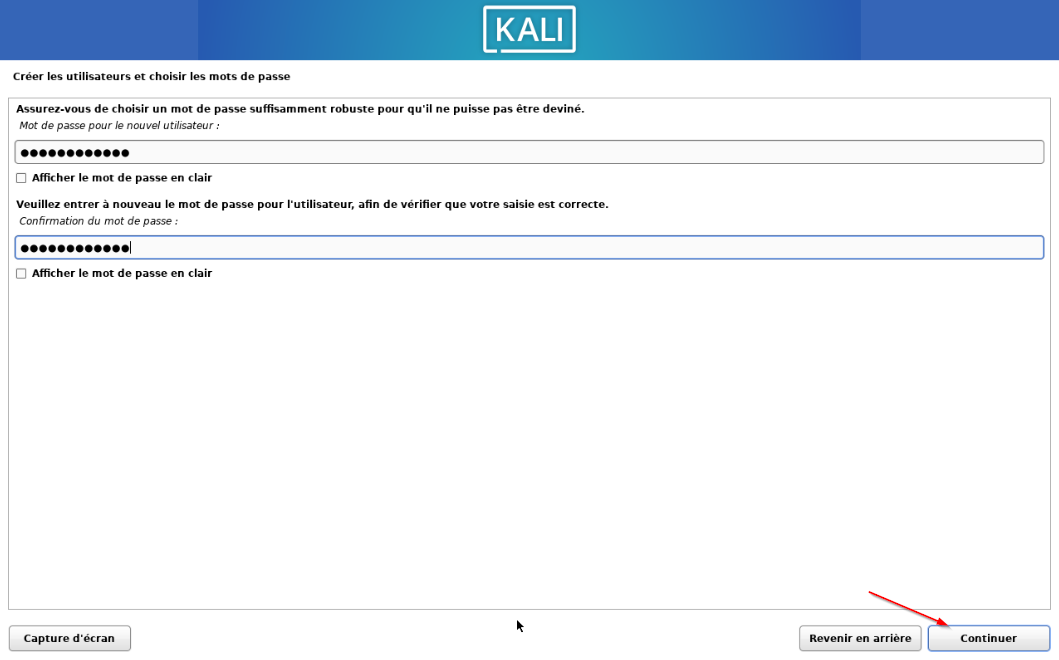 KALI
Créer les utilisateurs et choisir les mots de passe
Assurez-vous de choisir un mot de passe suffisamment robuste pour qu'il ne puisse pas être deviné.
Mot de passe pour le nouvel utilisateur :
●●●●●●●●●●●●
Afficher le mot de passe en clair
Veuillez entrer à nouveau le mot de passe pour l'utilisateur, afin de vérifier que votre saisie est correcte.
Confirmation du mot de passe :
●●●●●●●●●●●●
Afficher le mot de passe en clair
Capture d'écran
Revenir en arrière
Continuer